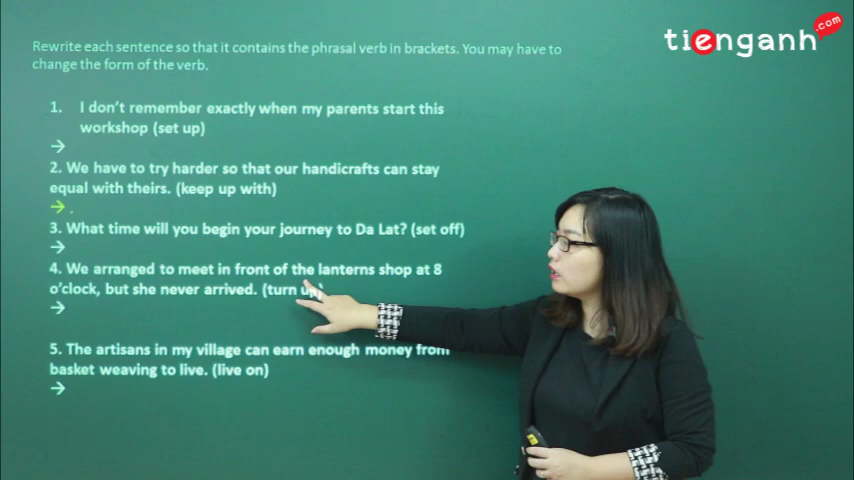 tienganh.com
Rewrite each sentence so that it contains the phrasal verb in brackets. You may have to
change the form of the verb.
1. I don't remember exactly when my parents start this
workshop (set up)
→
2. We have to try harder so that our handicrafts can stay
equal with theirs. (keep up with)
→ .
3. What time will you begin your journey to Da Lat? (set off)
→
4. We arranged to meet in front of the lanterns shop at 8
o'clock, but she never arrived. (turn up)
→
5. The artisans in my village can earn enough money from
basket weaving to live. (live on)
→